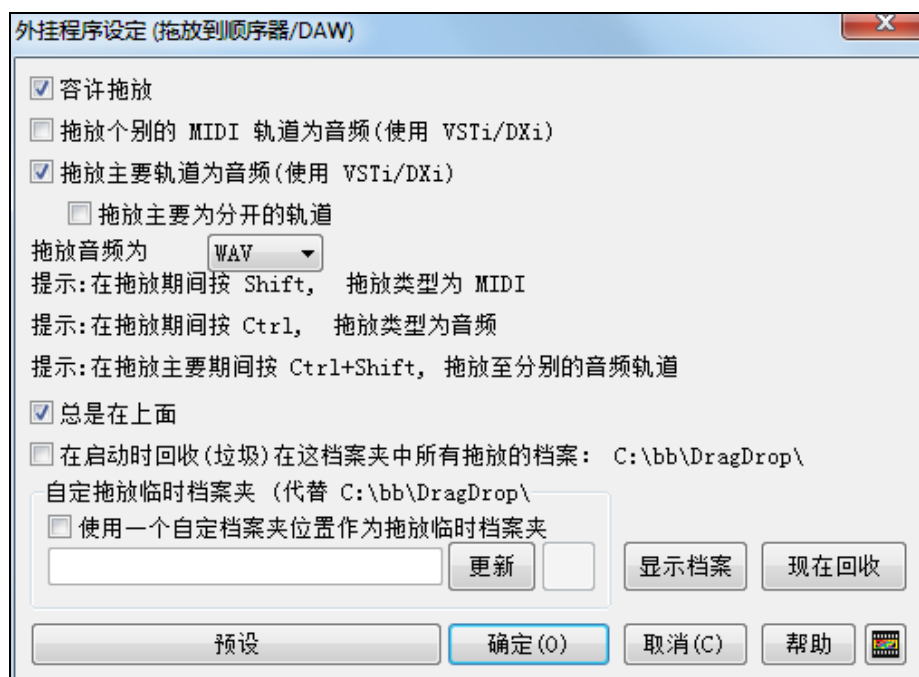 外挂程序设定 (拖放到顺序器/DAW)
容许拖放
拖放个别的 MIDI 轨道为音频(使用 VSTi/DXi)
拖放主要轨道为音频(使用 VSTi/DXi)
拖放主要为分开的轨道
拖放音频为 WAV
提示:在拖放期间按 Shift, 拖放类型为 MIDI
提示:在拖放期间按 Ctrl, 拖放类型为音频
提示:在拖放主要期间按 Ctrl+Shift, 拖放至分别的音频轨道
总是在上面
在启动时回收(垃圾)在这档案夹中所有拖放的档案: C:\bb\DragDrop\
自定拖放临时档案夹 (代替 C:\bb\DragDrop\
使用一个自定档案夹位置作为拖放临时档案夹
更新 显示档案 现在回收
预设 确定(O) 取消(C) 帮助